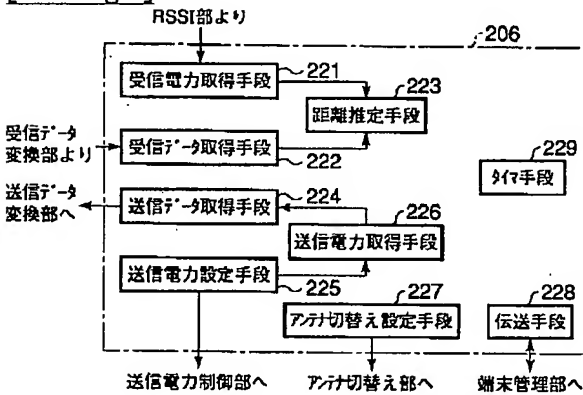 RSSI部より
206
受信電力取得手段
221
223
距離推定手段
受信データ
変換部より
受信データ取得手段
222
229
タイマ手段
送信データ
変換部へ
送信データ取得手段
224
226
送信電力取得手段
送信電力設定手段
225
227
アンテナ切替え設定手段
228
伝送手段
送信電力制御部へ
アンテナ切替え部へ
端末管理部へ